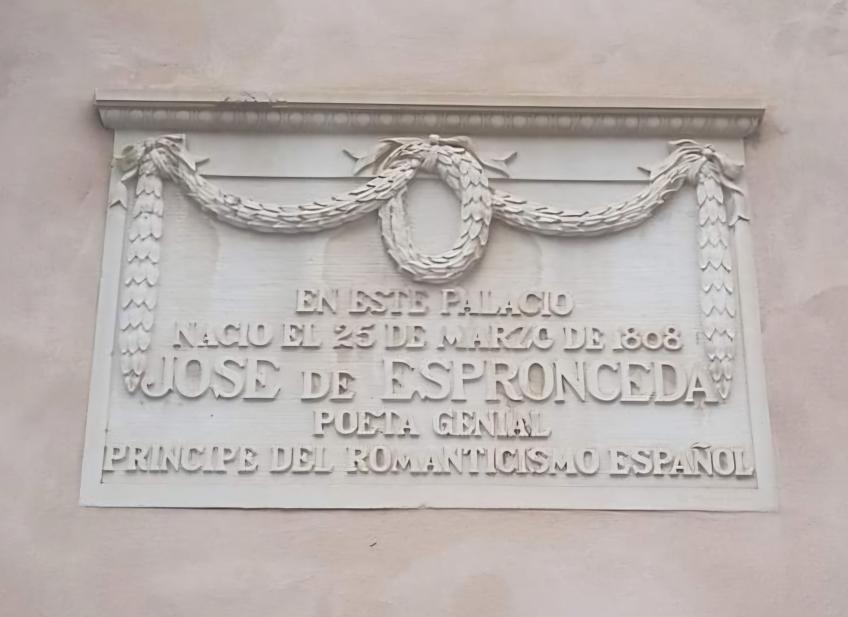 EN ESTE PALACIO
NACIO EL 25 DE MARZO DE 1808
JOSE DE ESPRONCEDA
POETA GENIAL
PRINCIPE DEL ROMANTICISMO ESPAÑOL